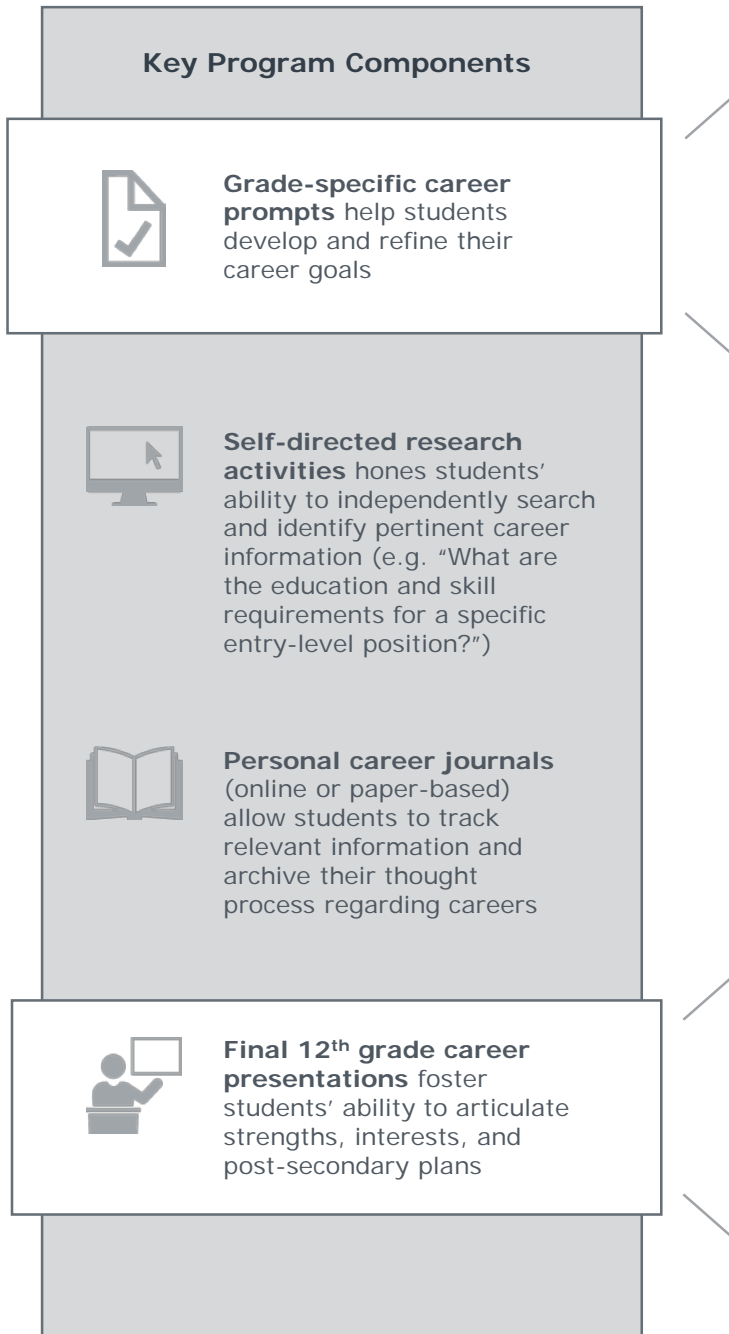 Key Program Components
Grade-specific career
prompts help students
develop and refine their
career goals
Self-directed research
activities hones students’
ability to independently search
and identify pertinent career
information (e.g. “What are
the education and skill
requirements for a specific
entry-level position?”)
Personal career journals
(online or paper-based)
allow students to track
relevant information and
archive their thought
process regarding careers
Final 12th grade career
presentations foster
students’ ability to articulate
strengths, interests, and
post-secondary plans